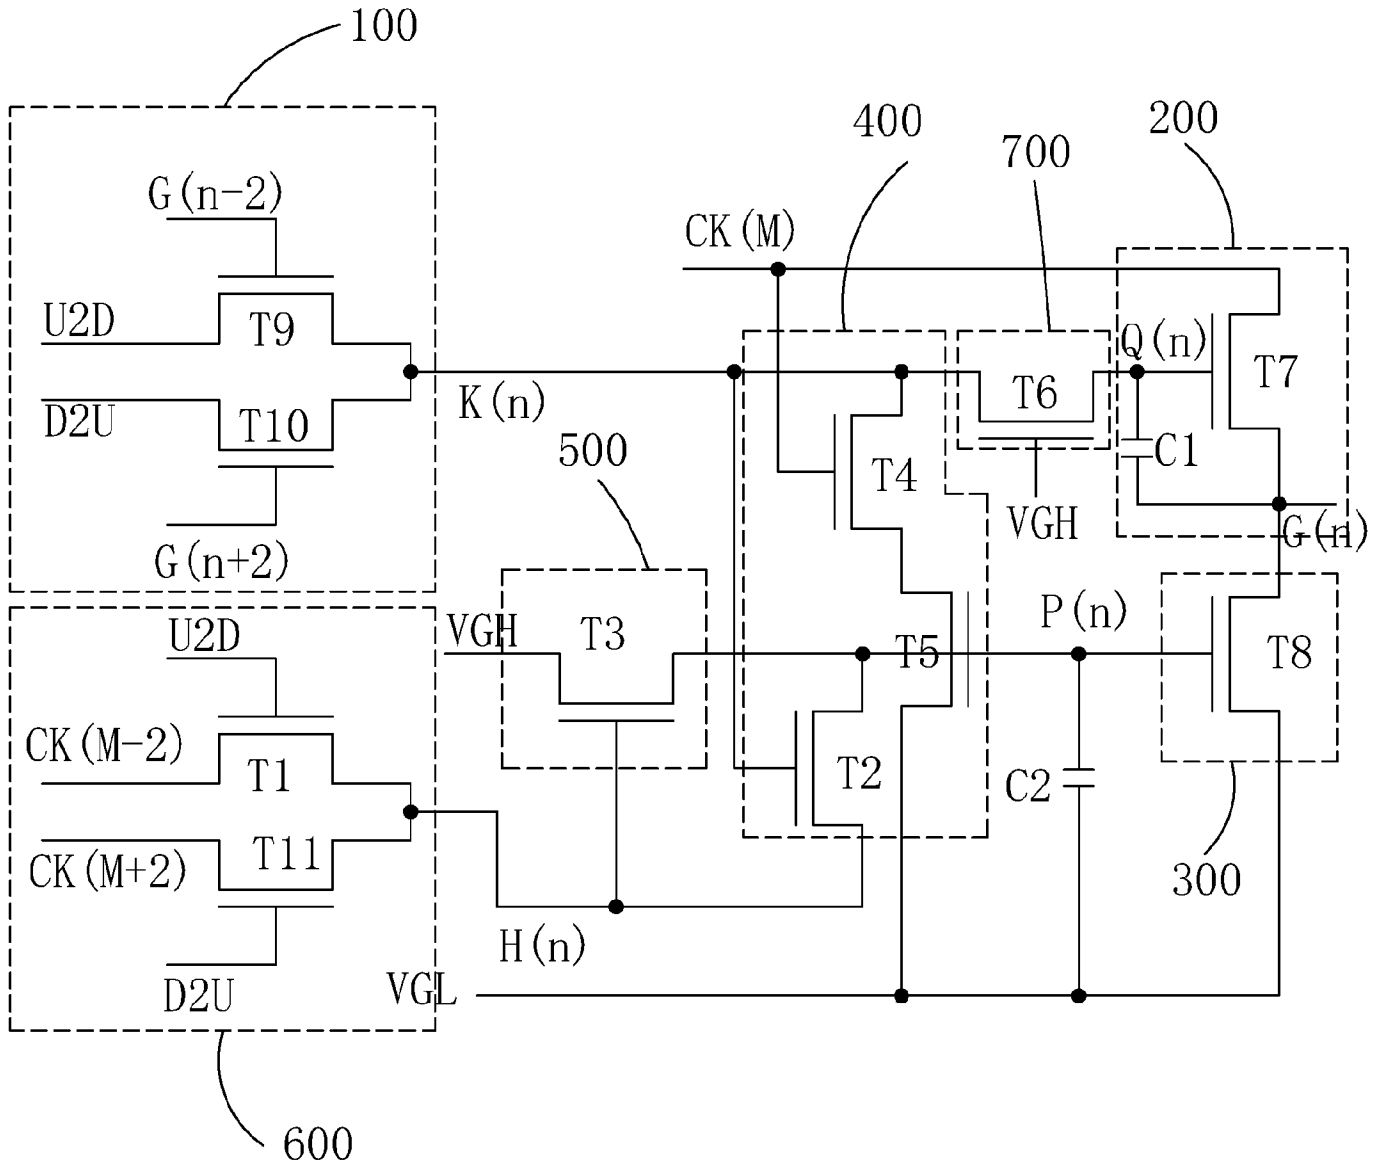 100
400
200
700
G(n-2)
CK(M)
U2D
T9
Q(n)
T7
D2U
T10
K(n)
T6
500
T4
C1
VGH
G(n)
G(n+2)
U2D
VGH
T3
T5
P(n)
T8
CK(M-2)
T1
T2
C2
CK(M+2)
T11
300
H(n)
D2U
VGL
600